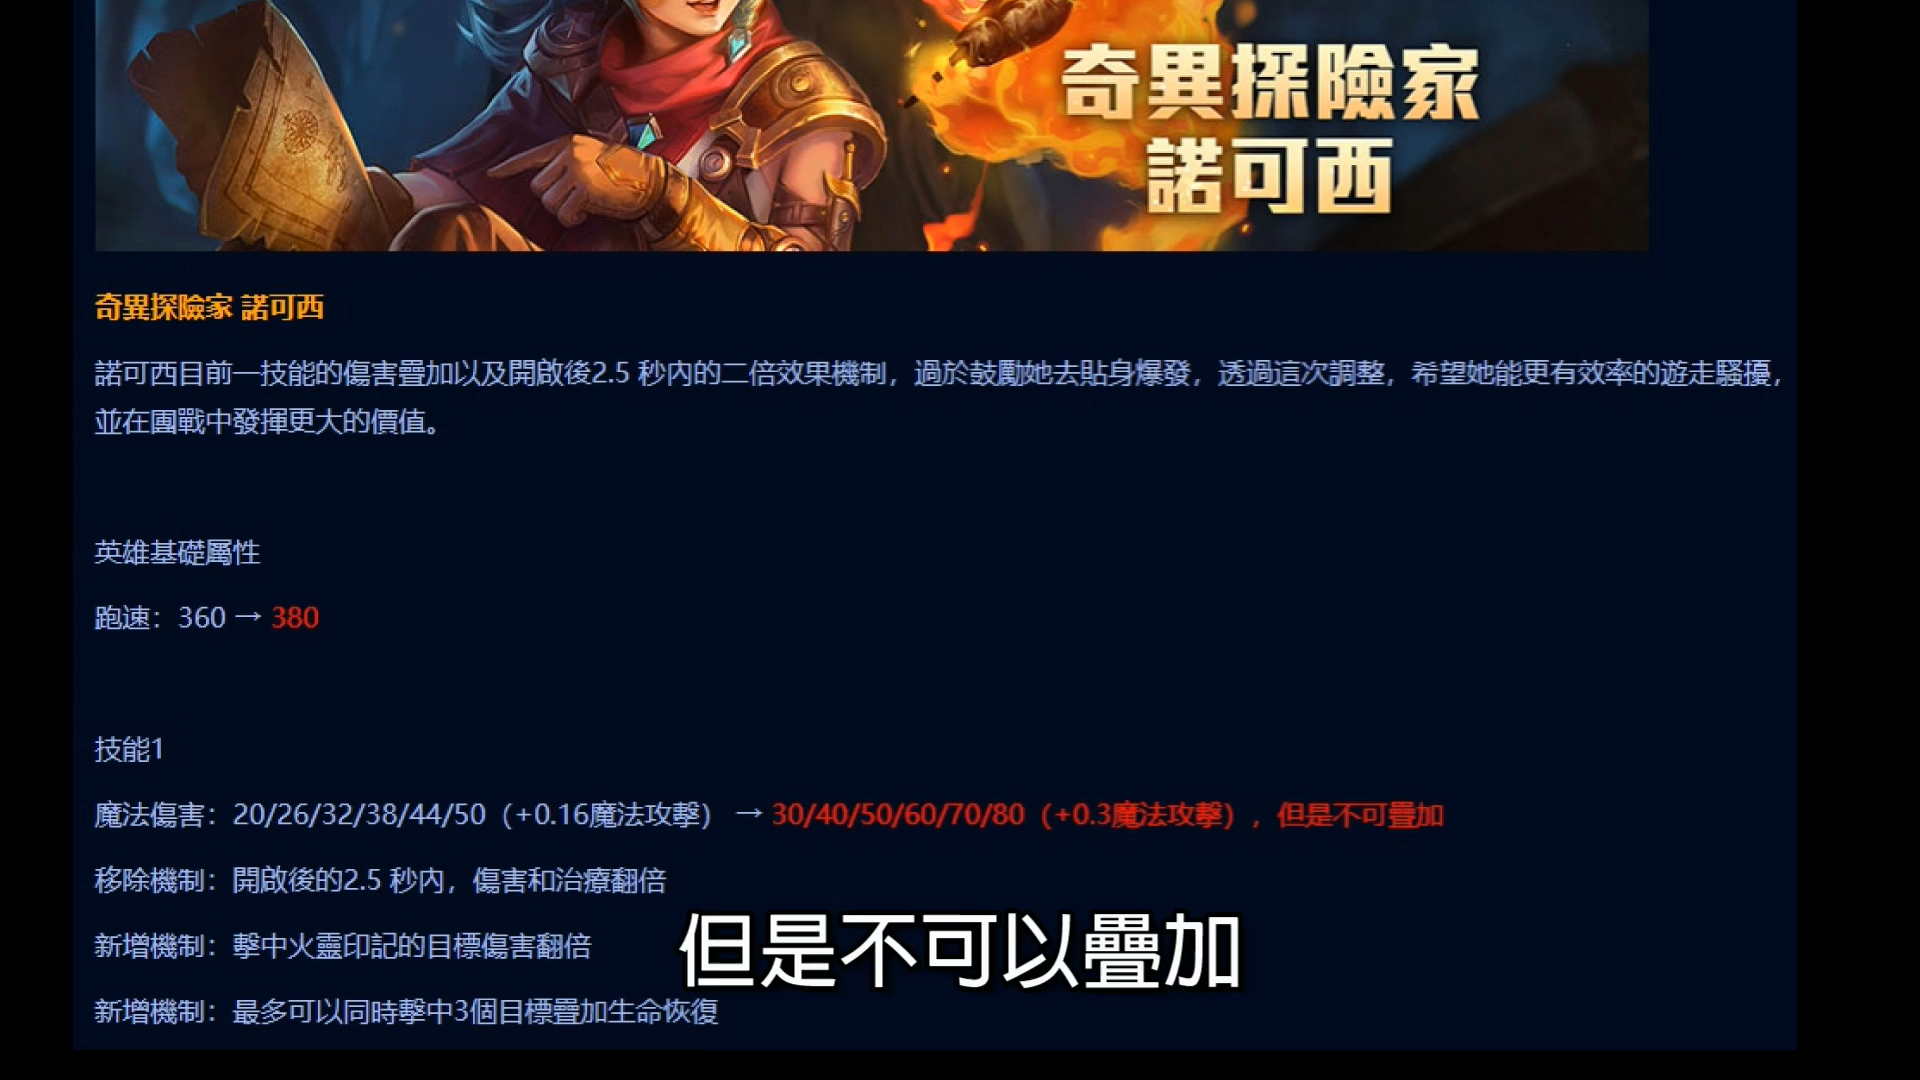 奇異探險家
諾可西
奇異探險家 諾可西
諾可西目前一技能的傷害疊加以及開啟後2.5 秒內的二倍效果機制，過於鼓勵她去貼身爆發，透過這次調整，希望她能更有效率的遊走騷擾，
並在團戰中發揮更大的價值。
英雄基礎屬性
跑速：360 → 380
技能1
魔法傷害：20/26/32/38/44/50（+0.16魔法攻擊） → 30/40/50/60/70/80（+0.3魔法攻擊），但是不可疊加
移除機制：開啟後的2.5 秒內，傷害和治療翻倍
新增機制：擊中火靈印記的目標傷害翻倍
但是不可以疊加
新增機制：最多可以同時擊中3個目標疊加生命恢復